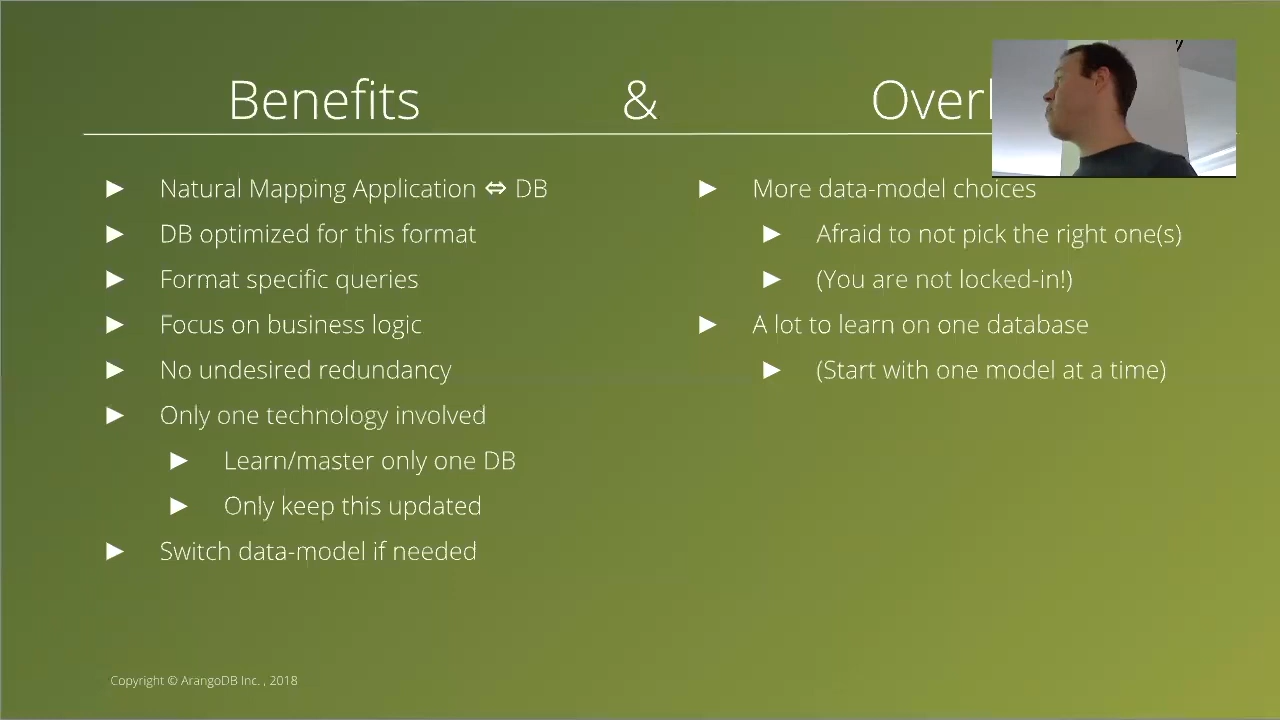 Benefits & Over
Natural Mapping Application ⇔ DB
DB optimized for this format
Format specific queries
Focus on business logic
No undesired redundancy
Only one technology involved
Learn/master only one DB
Only keep this updated
Switch data-model if needed
More data-model choices
Afraid to not pick the right one(s)
(You are not locked-in!)
A lot to learn on one database
(Start with one model at a time)
Copyright © ArangoDB Inc. , 2018